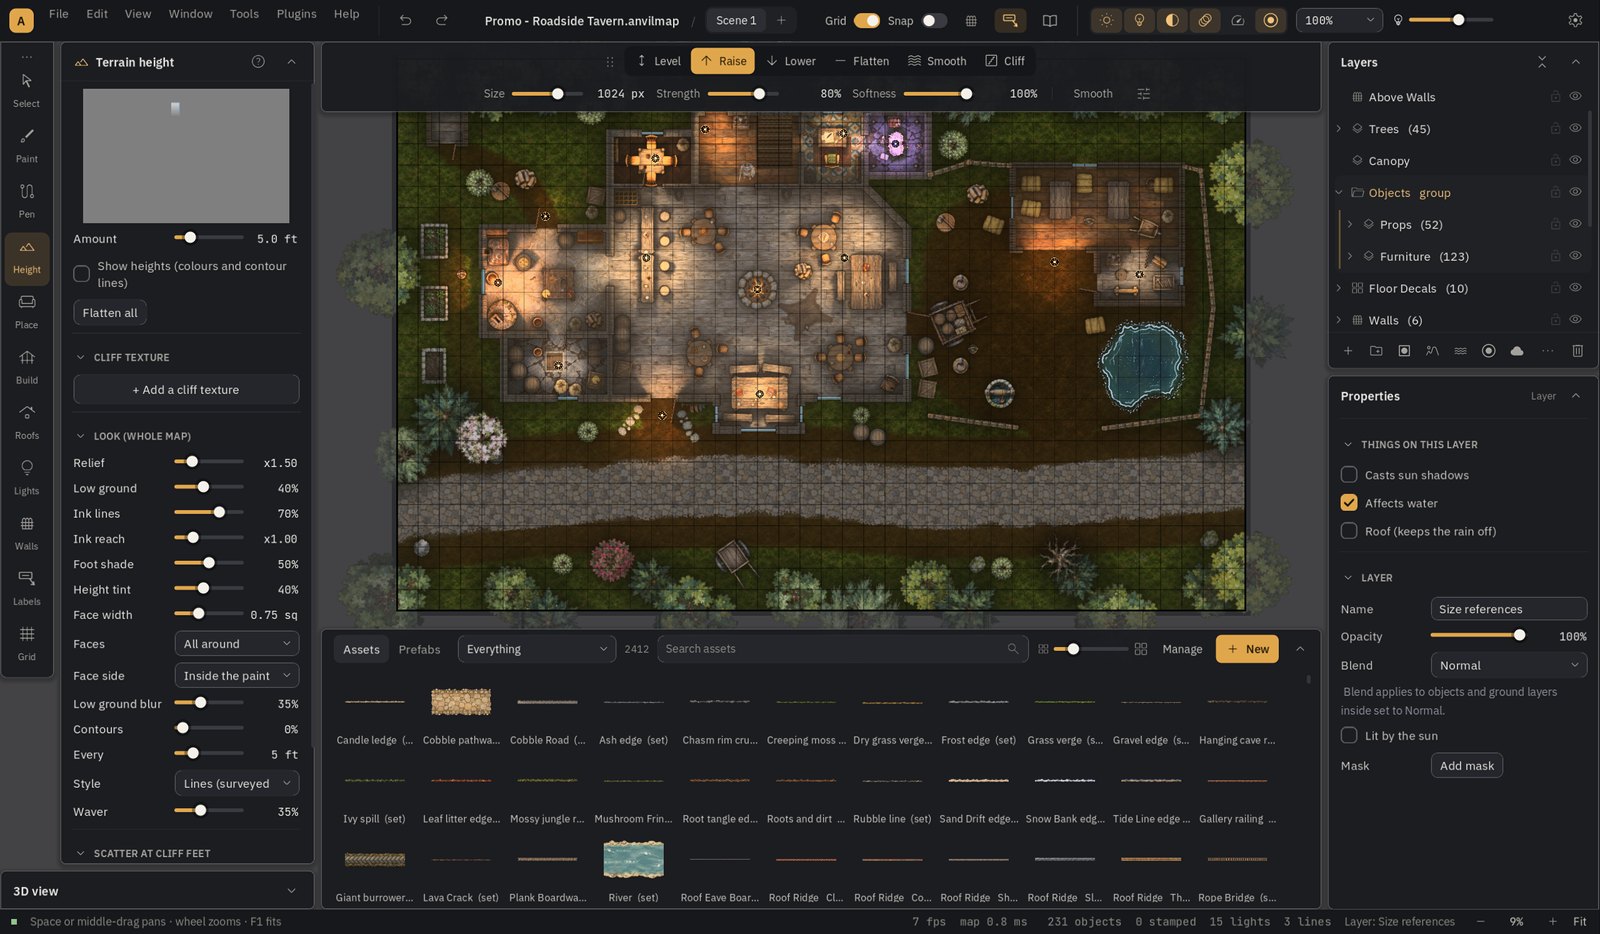 A File Edit View Window Tools Plugins Help
Promo - Roadside Tavern.anvilmap / Scene 1 +
Grid Snap 100%
Select
Paint
Pen
Height
Place
Build
Roofs
Lights
Walls
Labels
Grid
Terrain height ?
Amount 5.0 ft
Show heights (colours and contour
lines)
Flatten all
CLIFF TEXTURE
+ Add a cliff texture
LOOK (WHOLE MAP)
Relief x1.50
Low ground 40%
Ink lines 70%
Ink reach x1.00
Foot shade 50%
Height tint 40%
Face width 0.75 sq
Faces All around
Face side Inside the paint
Low ground blur 35%
Contours 0%
Every 5 ft
Style Lines (surveyed
Waver 35%
SCATTER AT CLIFF FEET
3D view
Level Raise Lower Flatten Smooth Cliff
Size 1024 px Strength 80% Softness 100% Smooth
Assets Prefabs Everything 2412 Search assets Manage + New
Candle ledge (... Cobble pathwa... Cobble Road (... Ash edge (set) Chasm rim cru... Creeping moss ... Dry grass verge... Frost edge (set) Grass verge (s... Gravel edge (s... Hanging cave r...
Ivy spill (set) Leaf litter edge... Mossy jungle r... Mushroom Frin... Root tangle ed... Roots and dirt ... Rubble line (set) Sand Drift edge... Snow Bank edg... Tide Line edge ... Gallery railing ...
Giant burrower... Lava Crack (set) Plank Boardwa... River (set) Roof Eave Boar... Roof Ridge Cl... Roof Ridge Co... Roof Ridge Sh... Roof Ridge Sl... Roof Ridge Th... Rope Bridge (s...
Layers
Above Walls
Trees (45)
Canopy
Objects group
Props (52)
Furniture (123)
Floor Decals (10)
Walls (6)
Properties Layer
THINGS ON THIS LAYER
Casts sun shadows
Affects water
Roof (keeps the rain off)
LAYER
Name Size references
Opacity 100%
Blend Normal
Blend applies to objects and ground layers
inside set to Normal.
Lit by the sun
Mask Add mask
Space or middle-drag pans · wheel zooms · F1 fits 7 fps map 0.8 ms 231 objects 0 stamped 15 lights 3 lines Layer: Size references − 9% + Fit